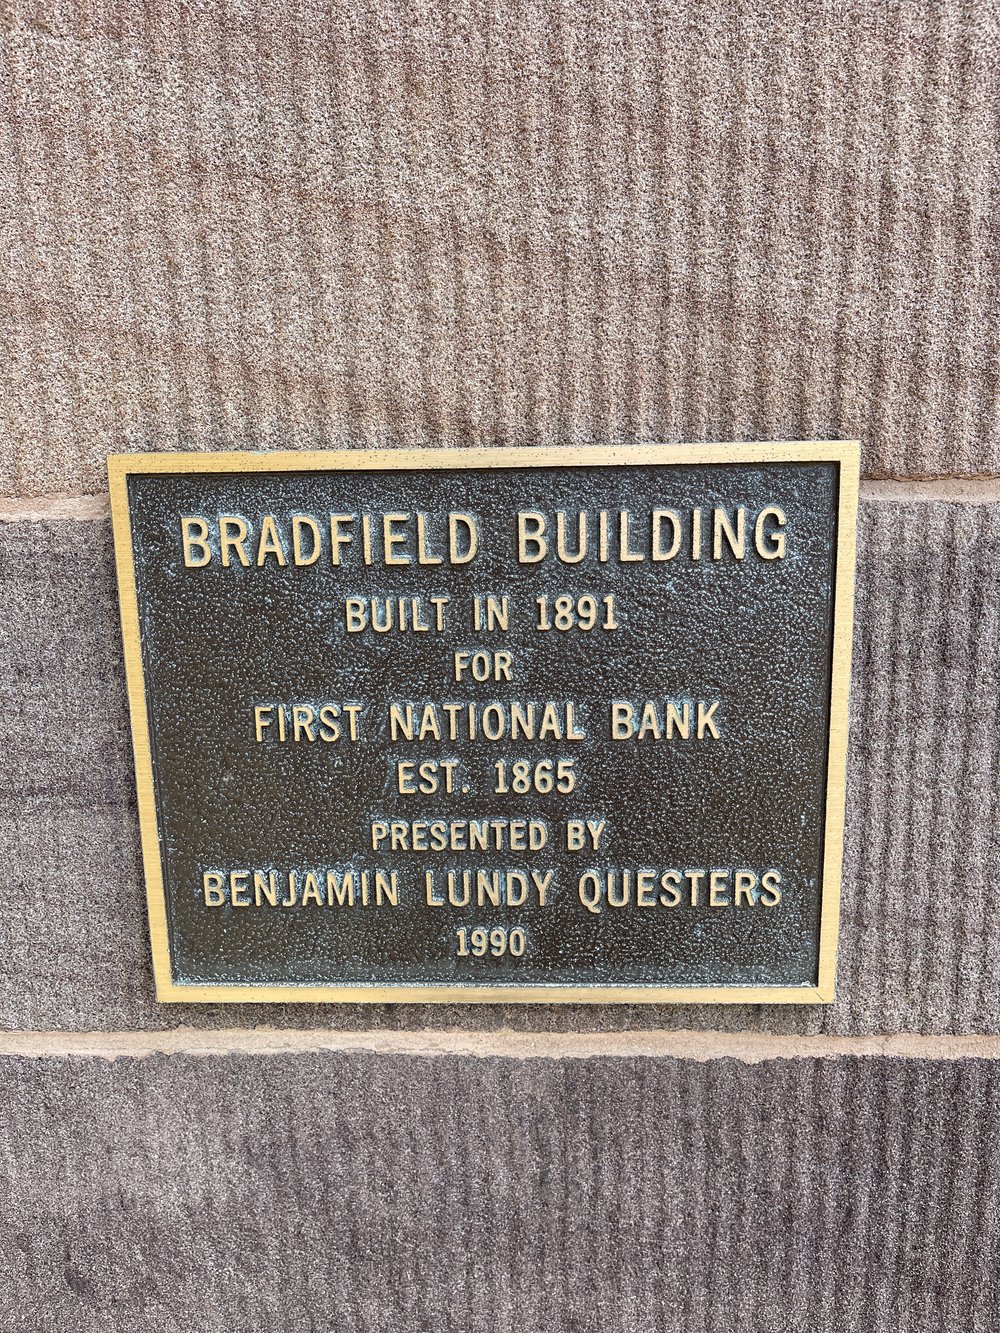 BRADFIELD BUILDING
BUILT IN 1891
FOR
FIRST NATIONAL BANK
EST. 1865
PRESENTED BY
BENJAMIN LUNDY QUESTERS
1990